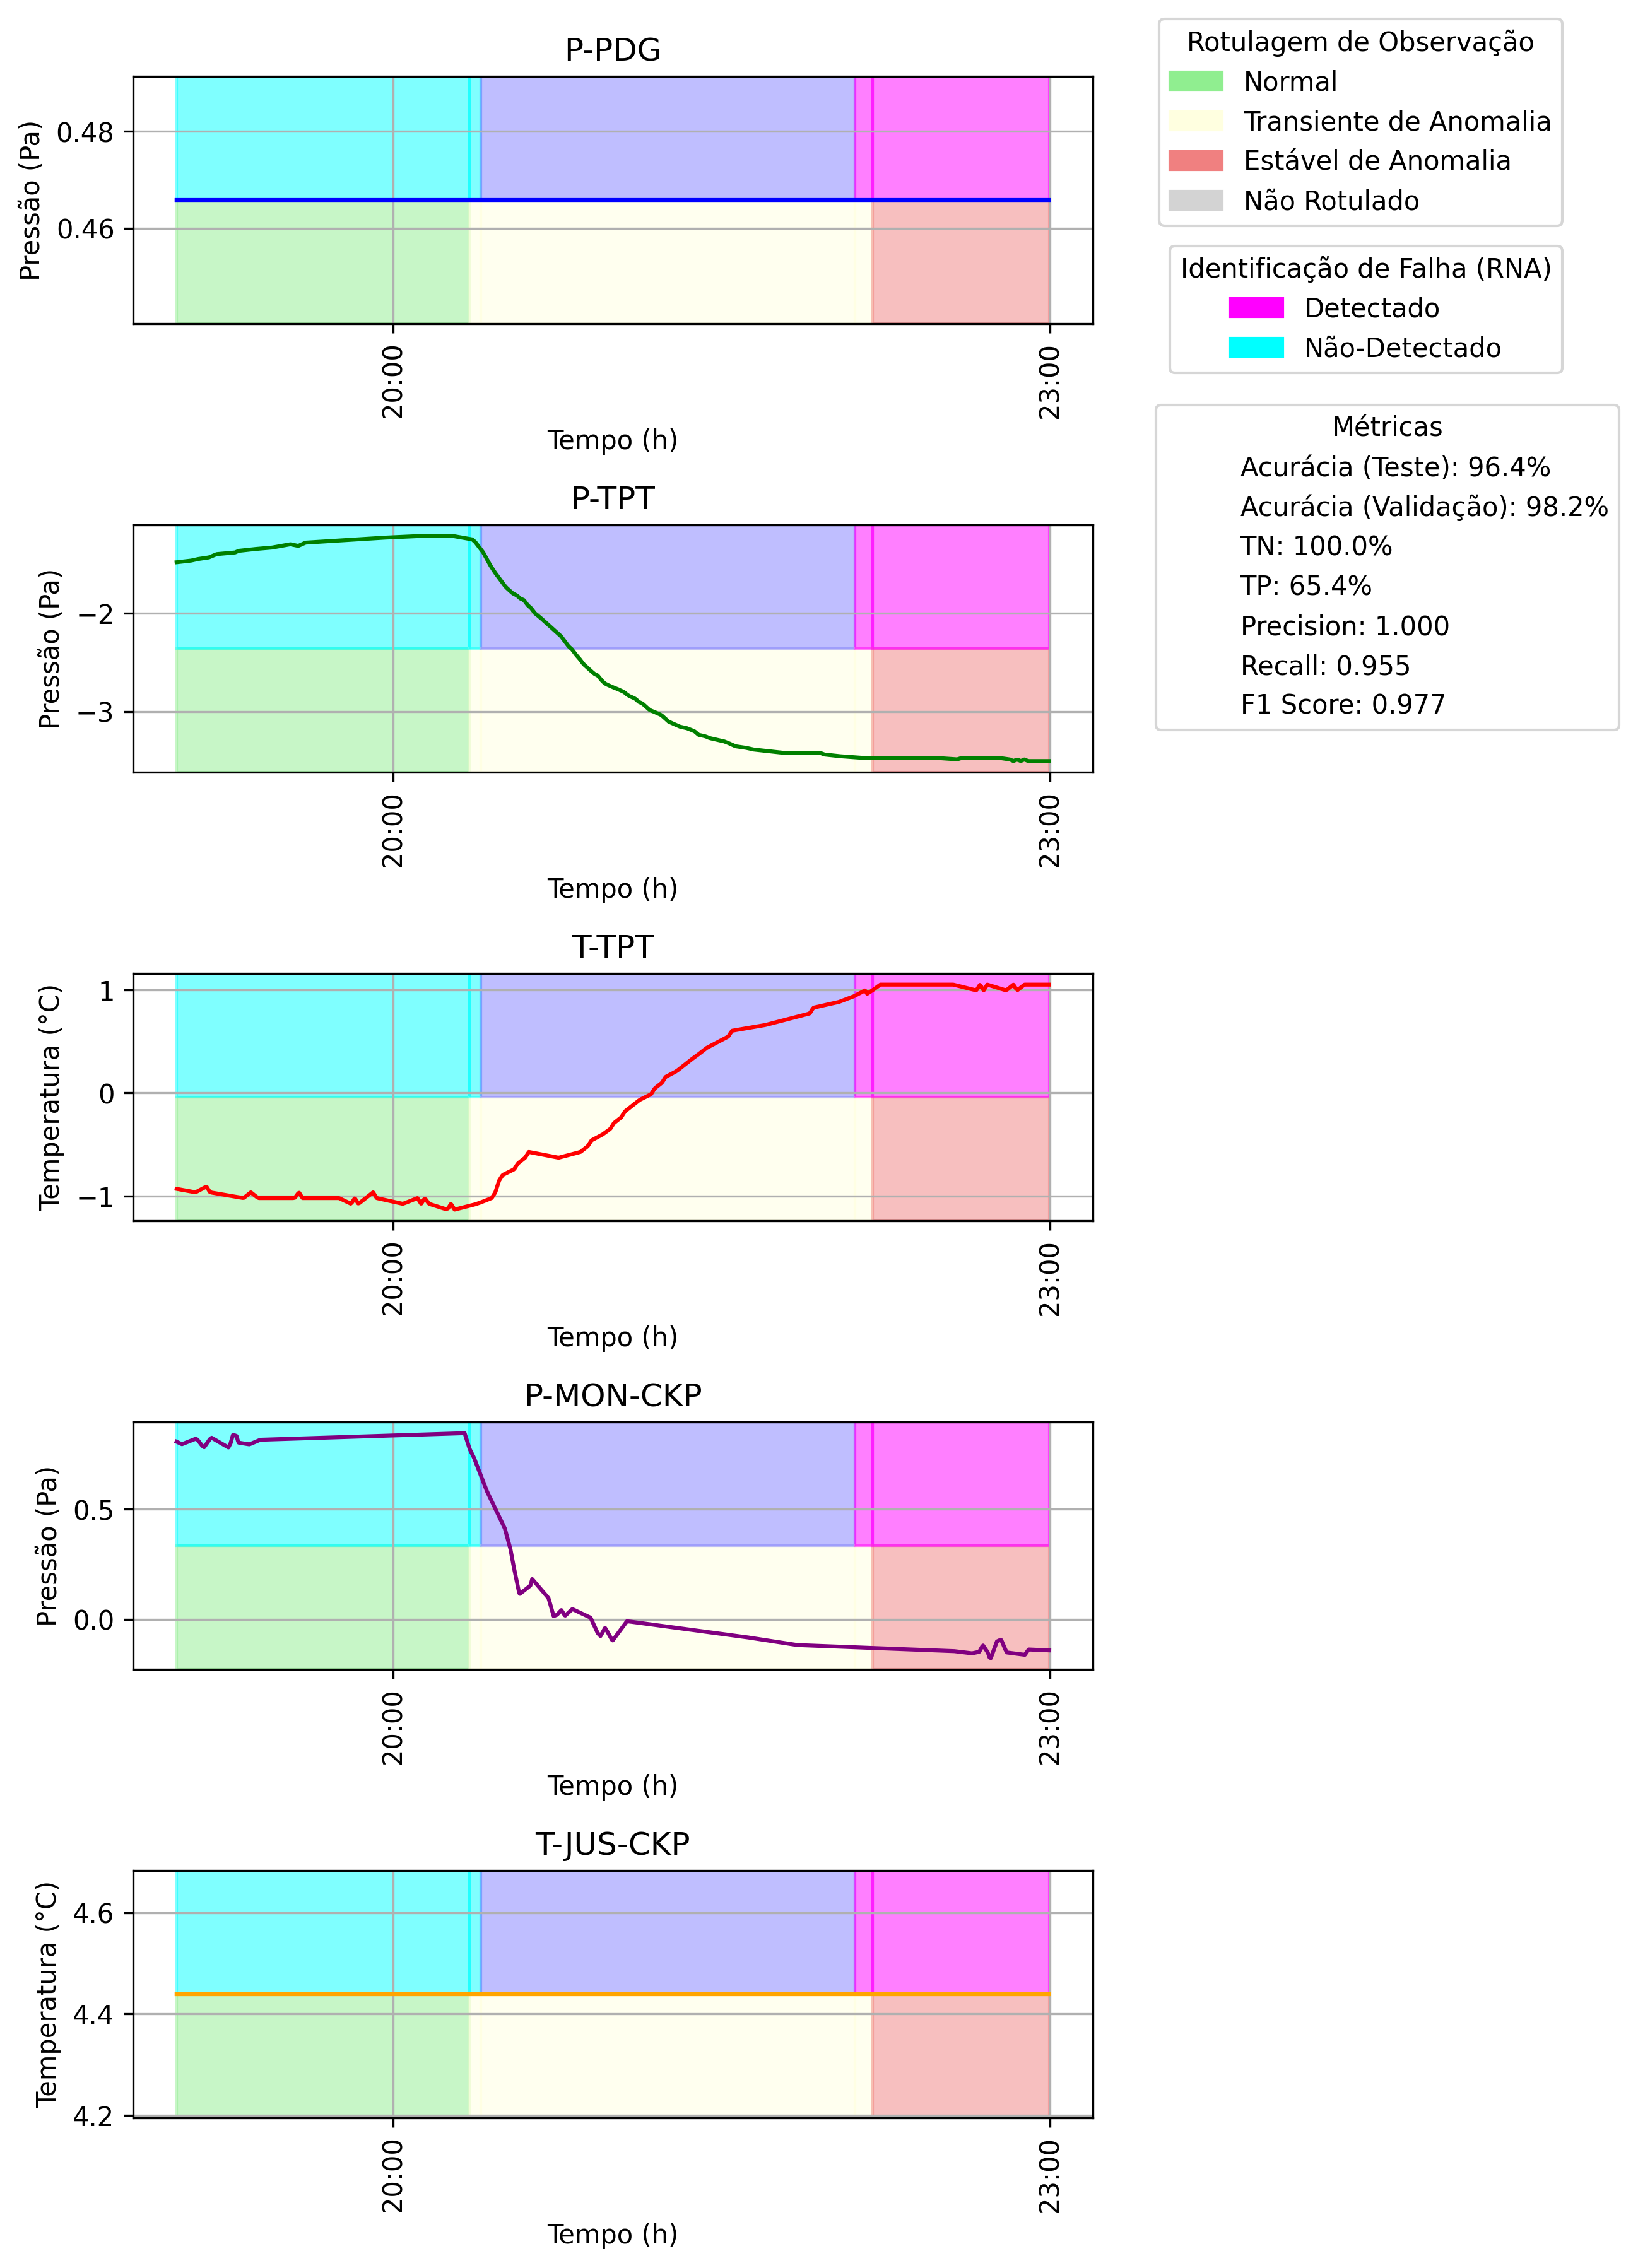 P-PDG
Pressão (Pa)
0.48
0.46
20:00
23:00
Tempo (h)
Rotulagem de Observação
Normal
Transiente de Anomalia
Estável de Anomalia
Não Rotulado
Identificação de Falha (RNA)
Detectado
Não-Detectado
Métricas
Acurácia (Teste): 96.4%
Acurácia (Validação): 98.2%
TN: 100.0%
TP: 65.4%
Precision: 1.000
Recall: 0.955
F1 Score: 0.977
P-TPT
Pressão (Pa)
−2
−3
20:00
23:00
Tempo (h)
T-TPT
Temperatura (°C)
1
0
−1
20:00
23:00
Tempo (h)
P-MON-CKP
Pressão (Pa)
0.5
0.0
20:00
23:00
Tempo (h)
T-JUS-CKP
Temperatura (°C)
4.6
4.4
4.2
20:00
23:00
Tempo (h)